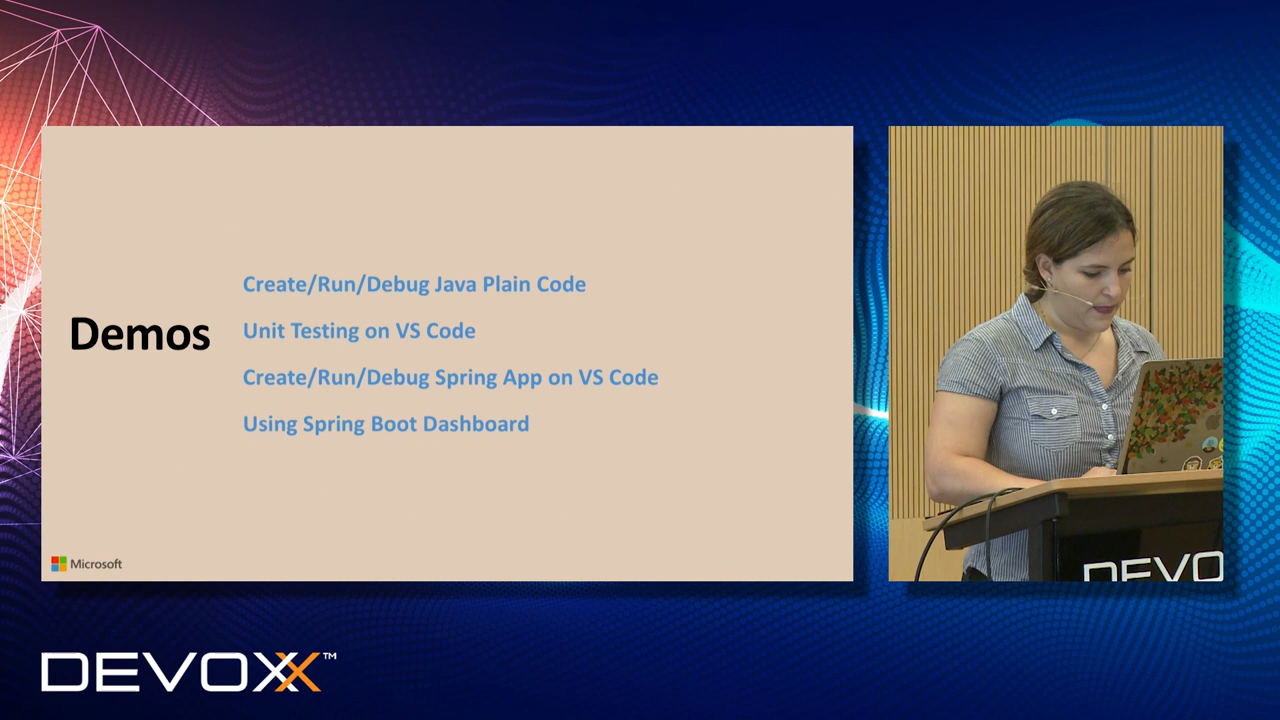 Demos
Create/Run/Debug Java Plain Code
Unit Testing on VS Code
Create/Run/Debug Spring App on VS Code
Using Spring Boot Dashboard
Microsoft
DEVO
DEVOXX™